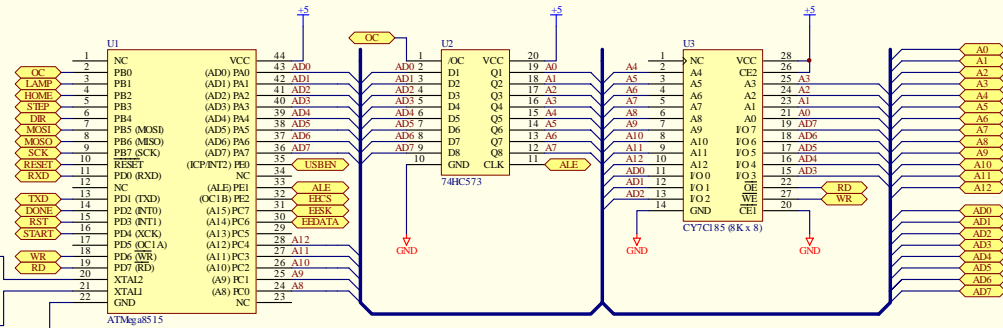 +5 +5 +5
U1 OC U2 U3 A0
1 NC VCC 44 1 /OC VCC 20 1 NC VCC 28 A1
OC 2 PB0 (AD0) PA0 43 AD0 AD0 2 D1 Q1 19 A0 A4 2 A4 CE2 26 A2
LAMP 3 PB1 (AD1) PA1 42 AD1 AD1 3 D2 Q2 18 A1 A5 3 A5 A3 25 A3 A3
HOME 4 PB2 (AD2) PA2 41 AD2 AD2 4 D3 Q3 17 A2 A6 4 A6 A2 24 A2 A4
STEP 5 PB3 (AD3) PA3 40 AD3 AD3 5 D4 Q4 16 A3 A7 5 A7 A1 23 A1 A5
DIR 6 PB4 (AD4) PA4 39 AD4 AD4 6 D5 Q5 15 A4 A8 6 A8 A0 21 A0 A6
MOSI 7 PB5 (MOSI) (AD5) PA5 38 AD5 AD5 7 D6 Q6 14 A5 A9 7 A9 I/O 7 19 AD7 A7
MOSO 8 PB6 (MISO) (AD6) PA6 37 AD6 AD6 8 D7 Q7 13 A6 A10 8 A10 I/O 6 18 AD6 A8
SCK 9 PB7 (SCK) (AD7) PA7 36 AD7 AD7 9 D8 Q8 12 A7 A11 9 A11 I/O 5 17 AD5 A9
RESET 10 RESET (ICP/INT2) PE0 35 USBEN 10 GND CLK 11 ALE A12 10 A12 I/O 4 16 AD4 A10
RXD 11 PD0 (RXD) NC 34 AD0 11 I/O 0 I/O 3 15 AD3 A11
12 NC (ALE) PE1 33 ALE 74HC573 AD1 12 I/O 1 OE 22 RD A12
TXD 13 PD1 (TXD) (OC1B) PE2 32 EECS AD2 13 I/O 2 WE 27 WR
DONE 14 PD2 (INT0) (A15) PC7 31 EESK 14 GND CE1 20 AD0
RST 15 PD3 (INT1) (A14) PC6 30 EEDATA AD1
START 16 PD4 (XCK) (A13) PC5 29 CY7C185 (8K x 8) AD2
17 PD5 (OC1A) (A12) PC4 28 A12 AD3
WR 18 PD6 (WR) (A11) PC3 27 A11 GND GND GND AD4
RD 19 PD7 (RD) (A10) PC2 26 A10 AD5
20 XTAL2 (A9) PC1 25 A9 AD6
21 XTAL1 (A8) PC0 24 A8 AD7
22 GND NC 23
ATMega8515